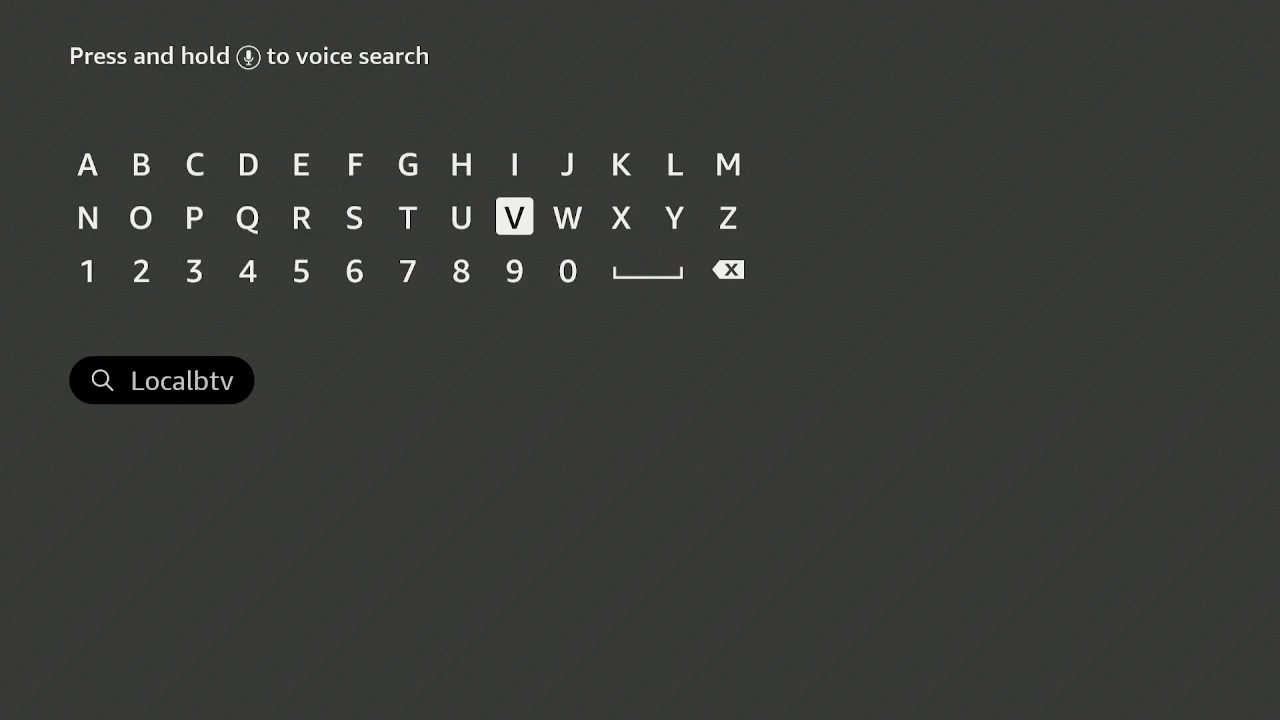 Press and hold to voice search
A B C D E F G H I J K L M
N O P Q R S T U V W X Y Z
1 2 3 4 5 6 7 8 9 0
Localbtv